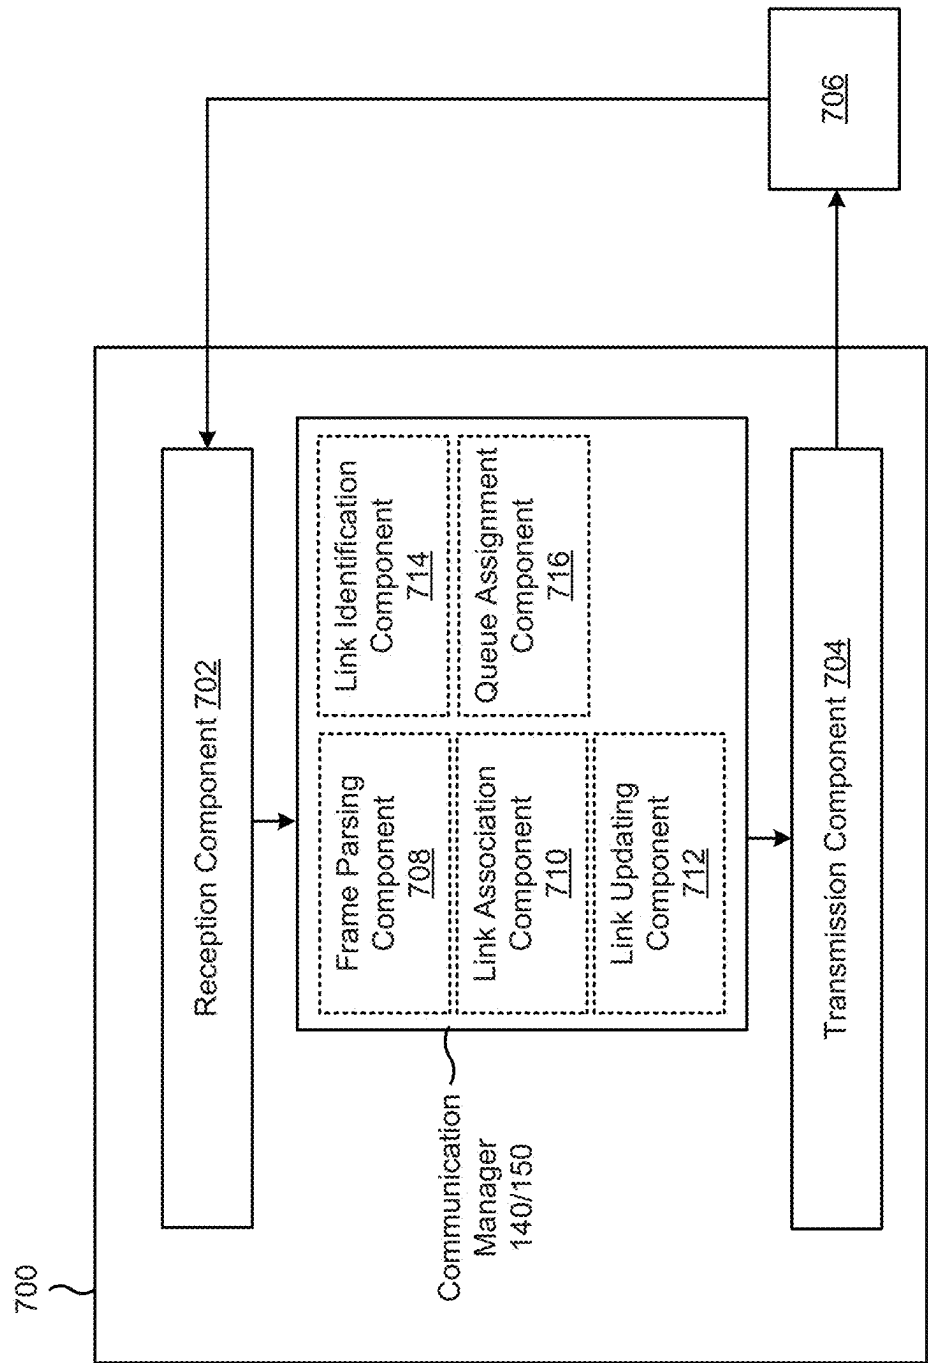 700
Reception Component 702
Communication
Manager
140/150
Frame Parsing
Component
708
Link Association
Component
710
Link Updating
Component
712
Link Identification
Component
714
Queue Assignment
Component
716
Transmission Component 704
706